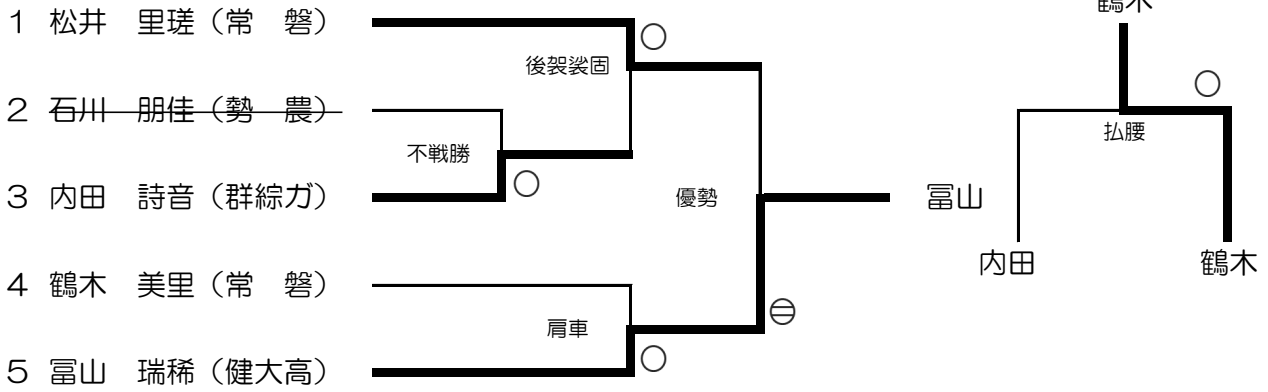 鶴木
1 松井 里瑳（常 磐）
後袈裟固
2 石川 朋佳（勢 農）
払腰
不戦勝
3 内田 詩音（群綜ガ）
優勢
冨山
内田
鶴木
4 鶴木 美里（常 磐）
肩車
5 冨山 瑞稀（健大高）